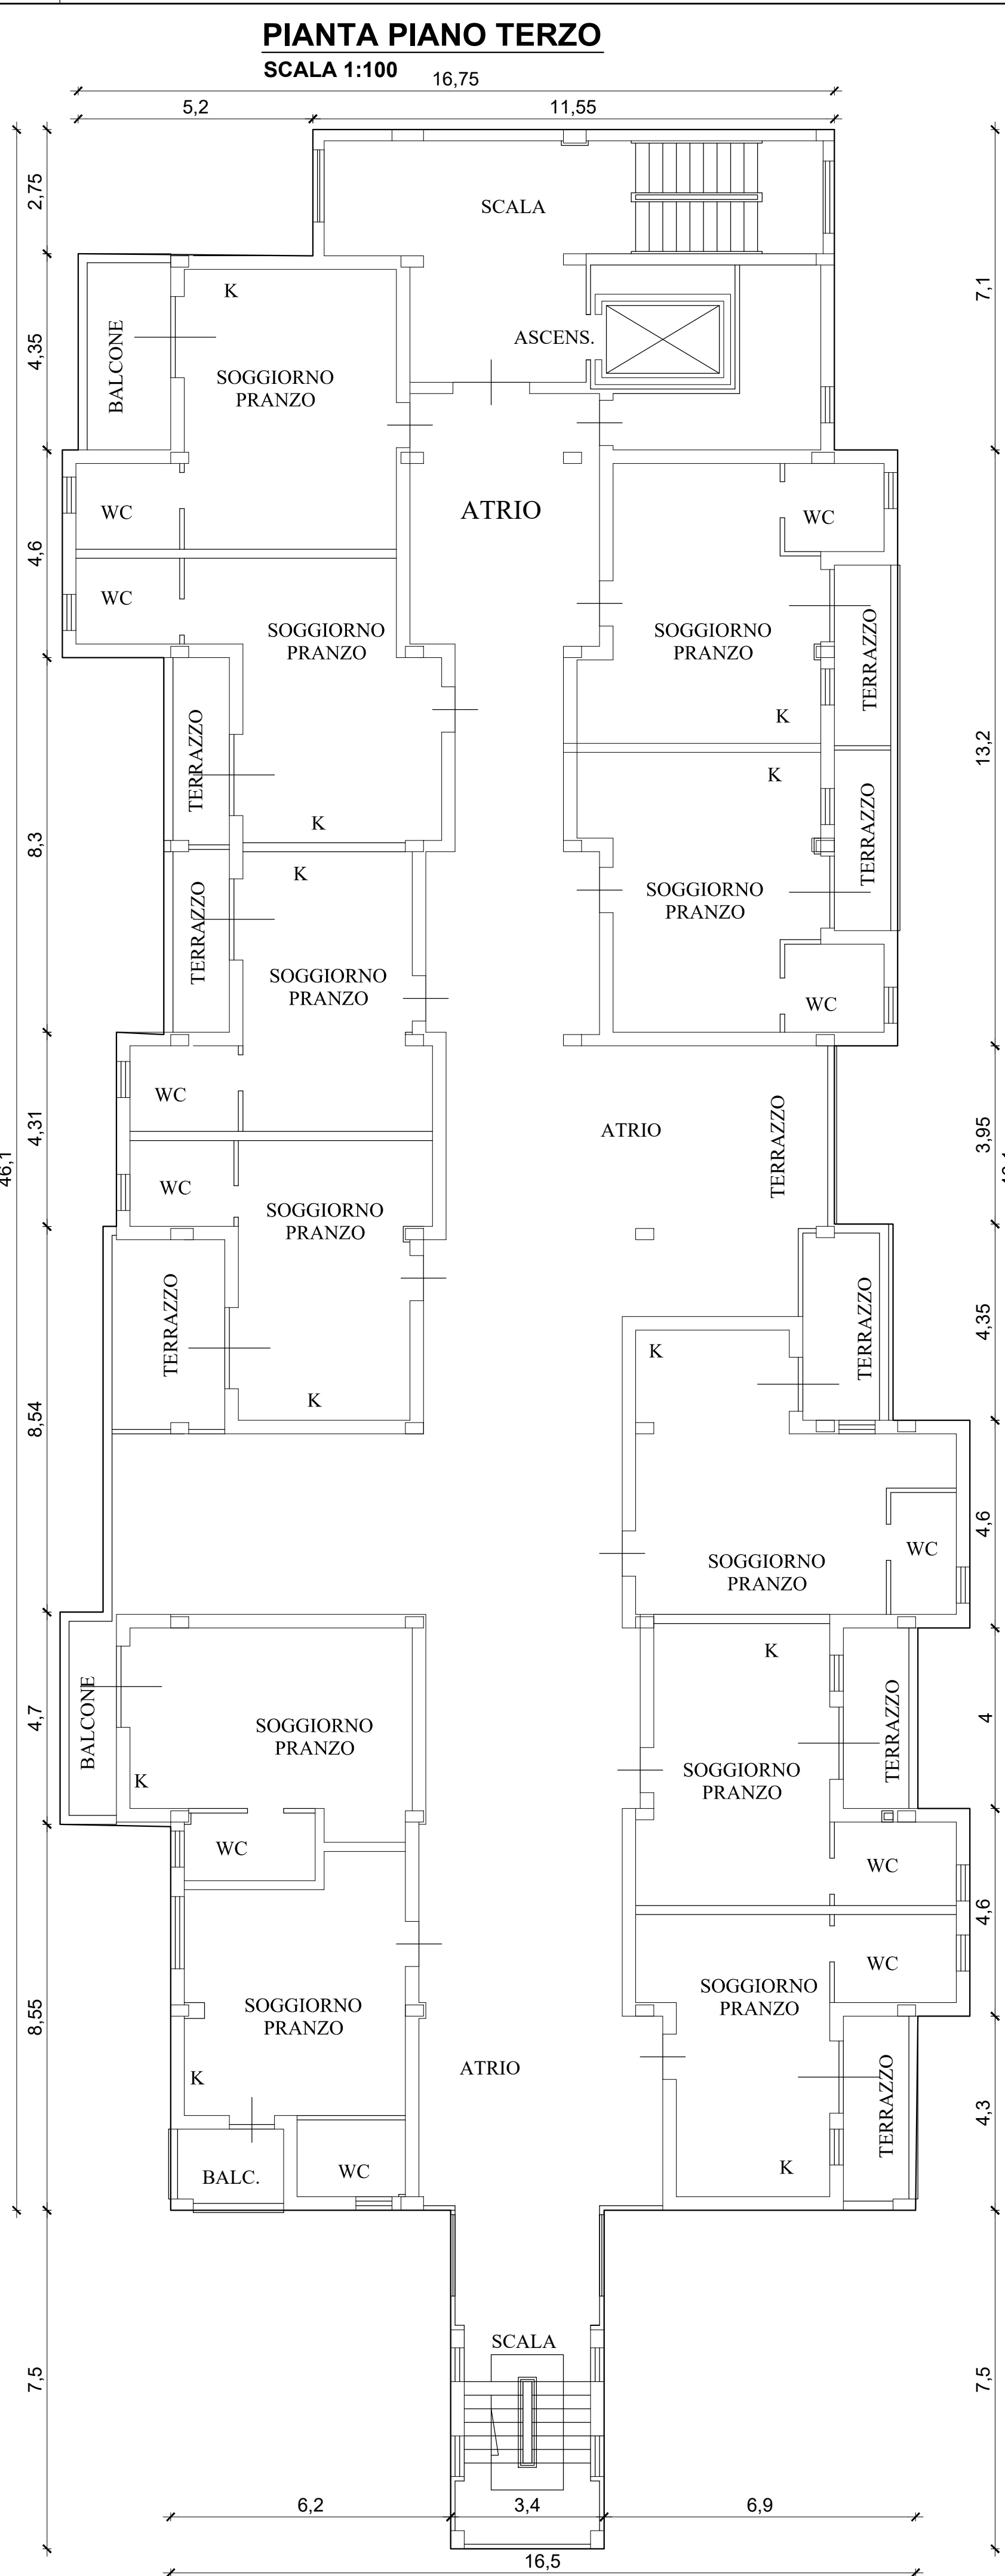 PIANTA PIANO TERZO
SCALA 1:100
16,75
5,2
11,55
2,75
SCALA
7,1
K
ASCENS.
BALCONE
4,35
SOGGIORNO
PRANZO
WC
ATRIO
WC
4,6
WC
SOGGIORNO
PRANZO
SOGGIORNO
PRANZO
TERRAZZO
K
TERRAZZO
13,2
K
K
8,3
TERRAZZO
K
TERRAZZO
SOGGIORNO
PRANZO
SOGGIORNO
PRANZO
WC
WC
4,31
46,1
ATRIO
TERRAZZO
3,95
WC
SOGGIORNO
PRANZO
TERRAZZO
TERRAZZO
4,35
K
K
8,54
4,6
WC
SOGGIORNO
PRANZO
K
BALCONE
4,7
SOGGIORNO
PRANZO
TERRAZZO
4
K
SOGGIORNO
PRANZO
WC
WC
4,6
WC
SOGGIORNO
PRANZO
SOGGIORNO
PRANZO
8,55
ATRIO
K
TERRAZZO
4,3
K
BALC.
WC
SCALA
7,5
7,5
6,2
3,4
6,9
16,5